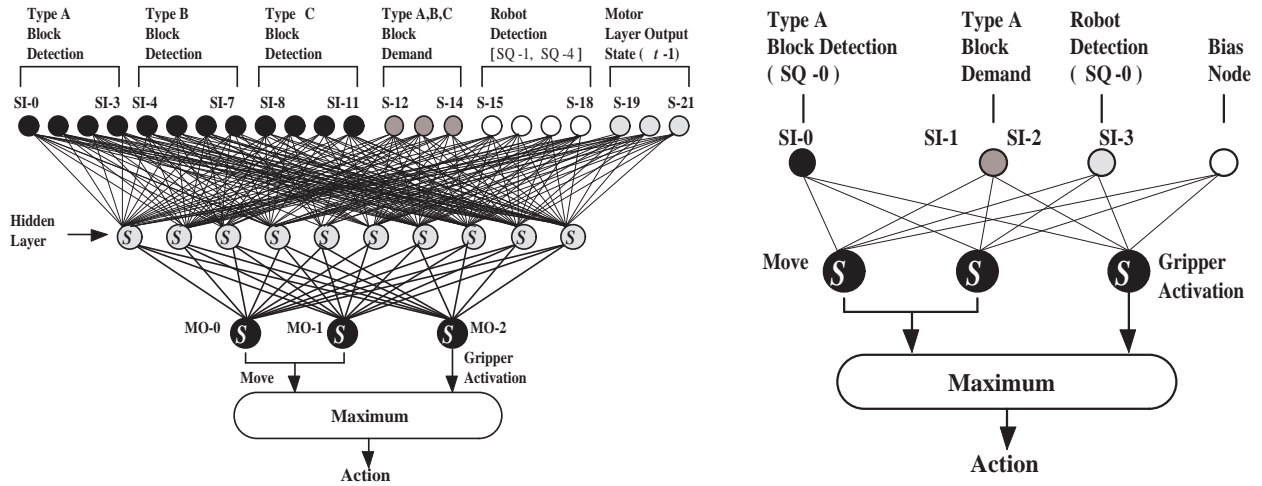 Type A
Block
Detection
Type B
Block
Detection
Type C
Block
Detection
Type A,B,C
Block
Demand
Robot
Detection
[SQ -1, SQ -4 ]
Motor
Layer Output
State ( t -1)
SI-0 SI-3 SI-4 SI-7 SI-8 SI-11 S-12 S-14 S-15 S-18 S-19 S-21
Hidden
Layer
S S S S S S S S S S
MO-0 S MO-1 S S MO-2
Move
Gripper
Activation
Maximum
Action
Type A
Block Detection
( SQ -0 )
Type A
Block
Demand
Robot
Detection
( SQ -0 )
Bias
Node
SI-0 SI-1 SI-2 SI-3
Move S S S Gripper
Activation
Maximum
Action